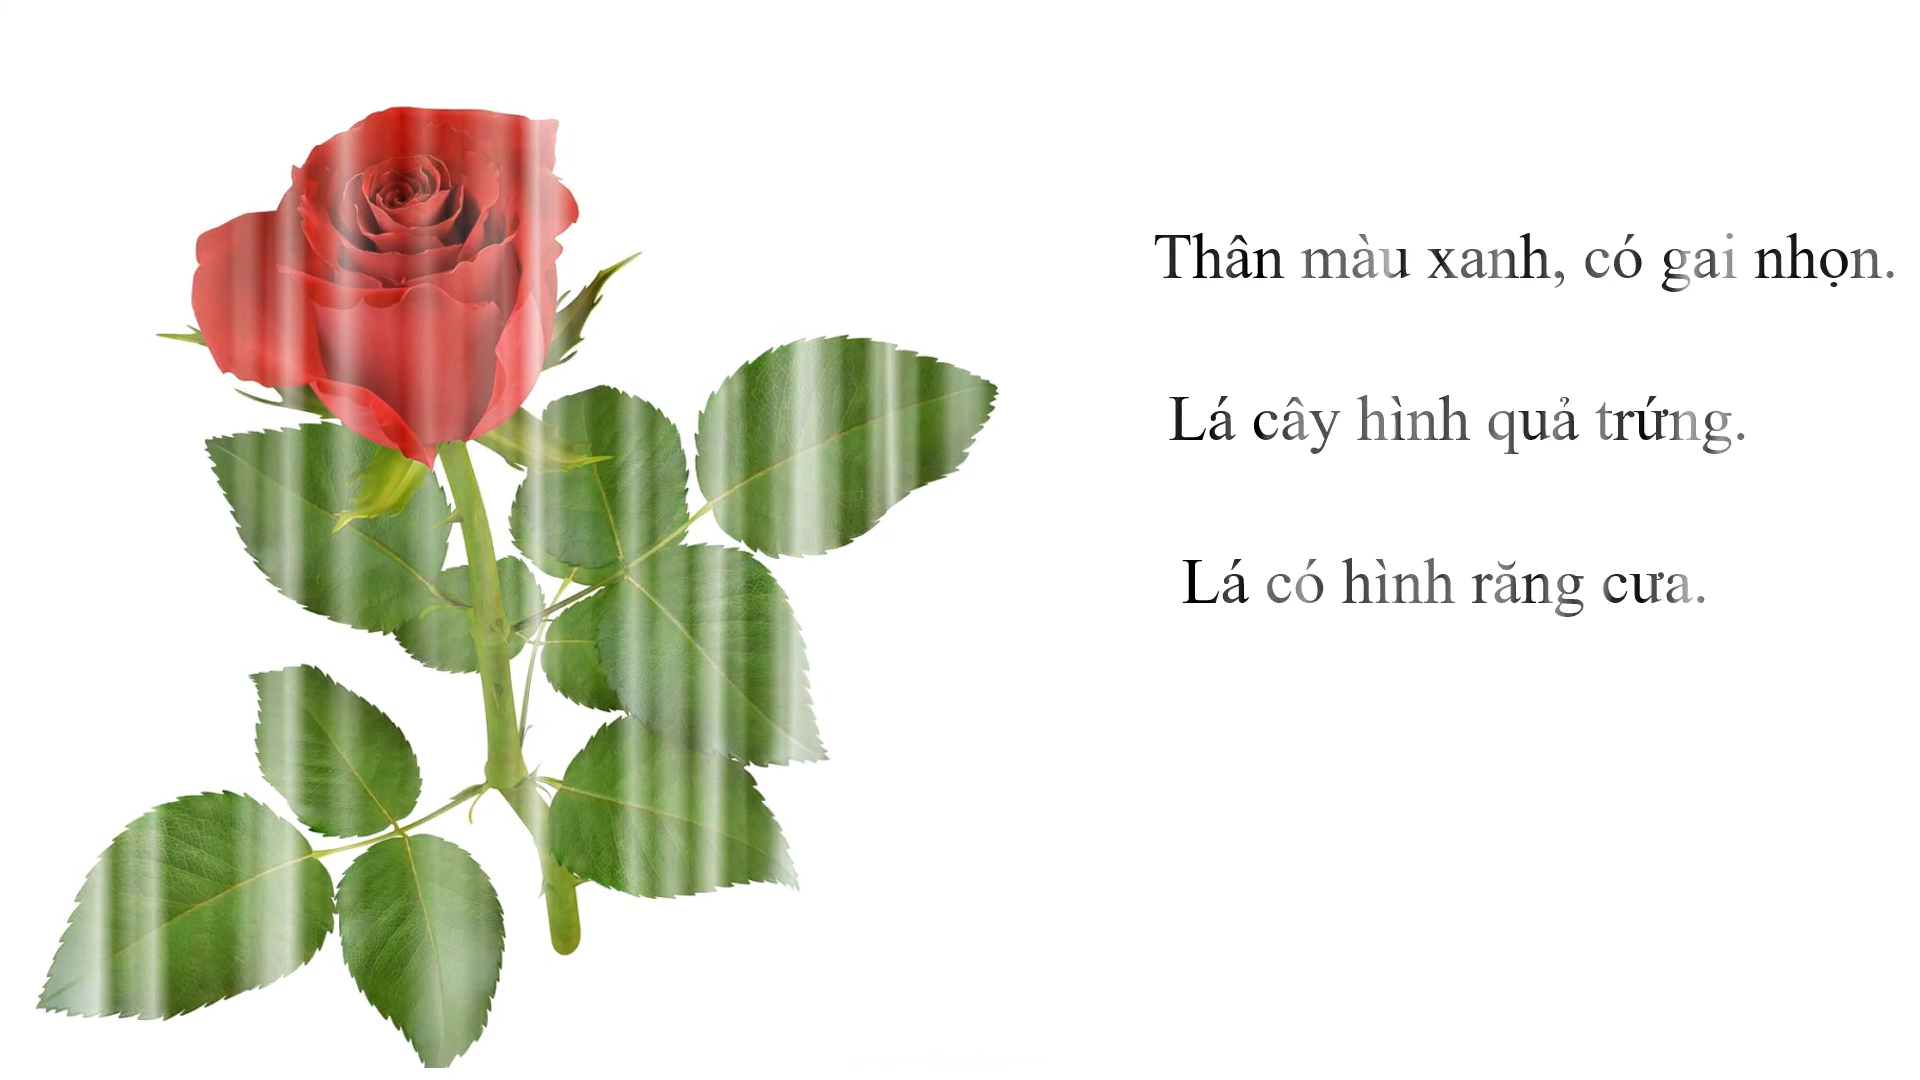 Thân màu xanh, có gai nhọn.
Lá cây hình quả trứng.
Lá có hình răng cưa.